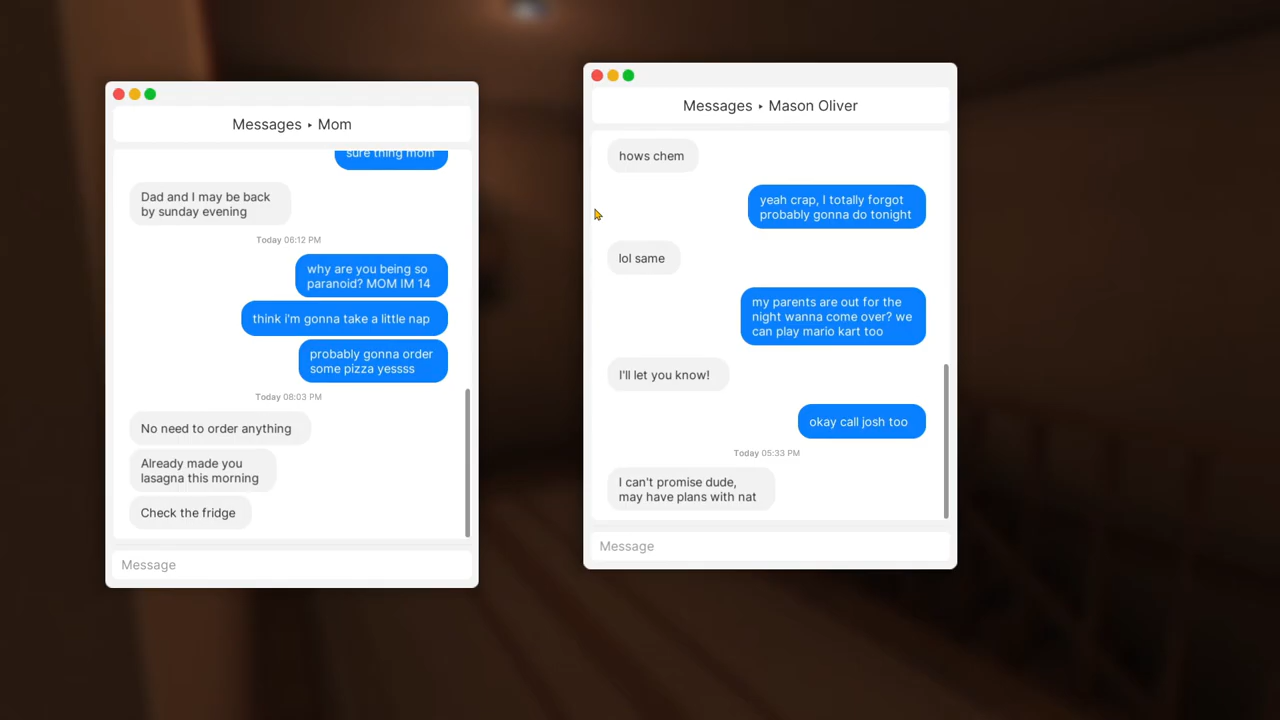 Messages ▸ Mom
sure thing mom
Dad and I may be back
by sunday evening
Today 06:12 PM
why are you being so
paranoid? MOM IM 14
think i'm gonna take a little nap
probably gonna order
some pizza yessss
Today 08:03 PM
No need to order anything
Already made you
lasagna this morning
Check the fridge
Message
Messages ▸ Mason Oliver
hows chem
yeah crap, I totally forgot
probably gonna do tonight
lol same
my parents are out for the
night wanna come over? we
can play mario kart too
I'll let you know!
okay call josh too
Today 05:33 PM
I can't promise dude,
may have plans with nat
Message